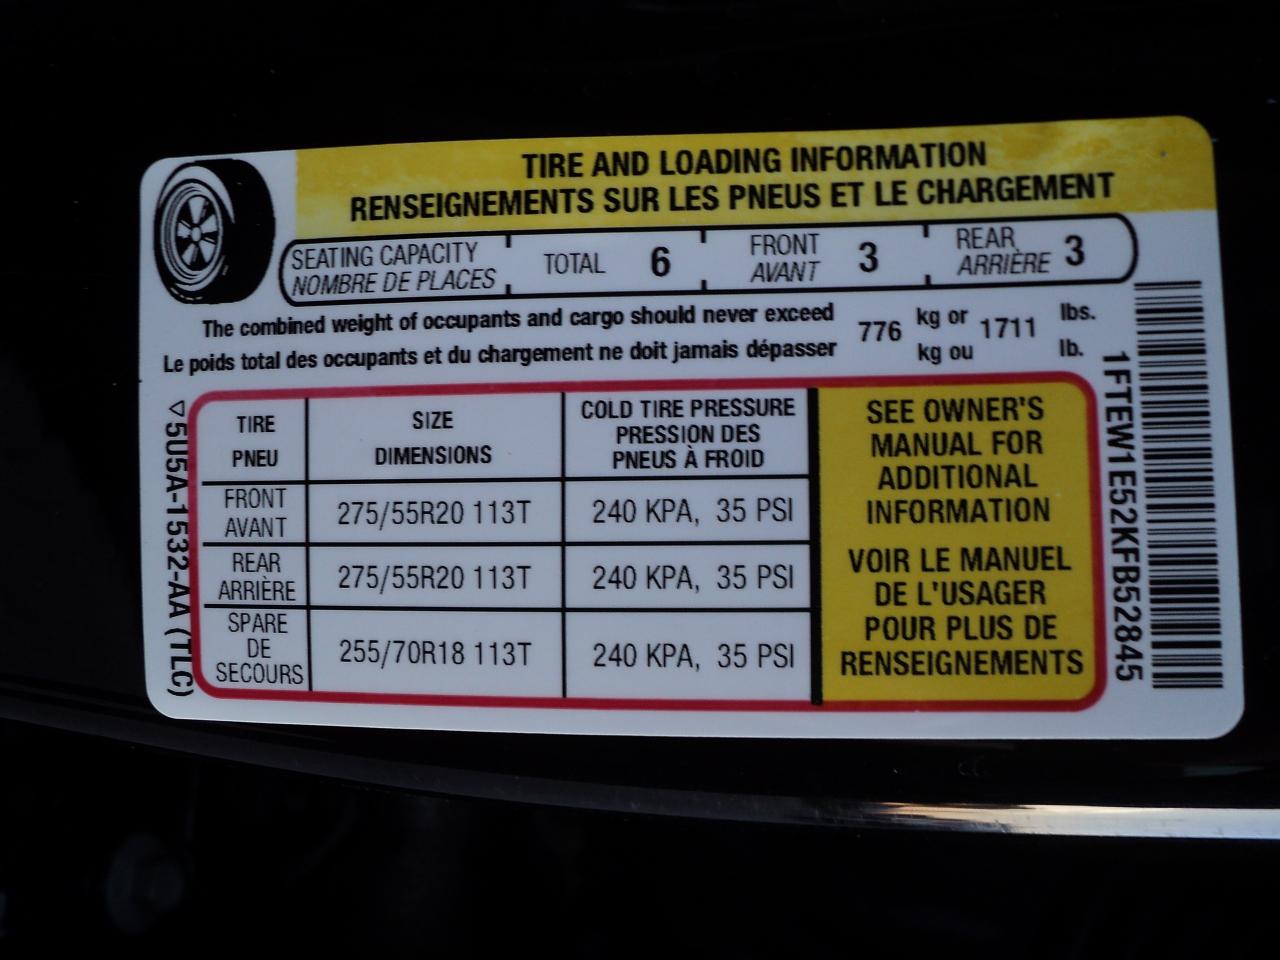 TIRE AND LOADING INFORMATION
RENSEIGNEMENTS SUR LES PNEUS ET LE CHARGEMENT
SEATING CAPACITY
NOMBRE DE PLACES
TOTAL 6
FRONT
AVANT
3
REAR
ARRIÈRE
3
The combined weight of occupants and cargo should never exceed
Le poids total des occupants et du chargement ne doit jamais dépasser
776
kg or
kg ou
1711
lbs.
lb.
TIRE
PNEU
SIZE
DIMENSIONS
COLD TIRE PRESSURE
PRESSION DES
PNEUS À FROID
FRONT
AVANT
275/55R20 113T
240 KPA, 35 PSI
REAR
ARRIÈRE
275/55R20 113T
240 KPA, 35 PSI
SPARE
DE
SECOURS
255/70R18 113T
240 KPA, 35 PSI
SEE OWNER'S
MANUAL FOR
ADDITIONAL
INFORMATION
VOIR LE MANUEL
DE L'USAGER
POUR PLUS DE
RENSEIGNEMENTS
5U5A-1532-AA (TLC)
1FTEW1E52KFB52845